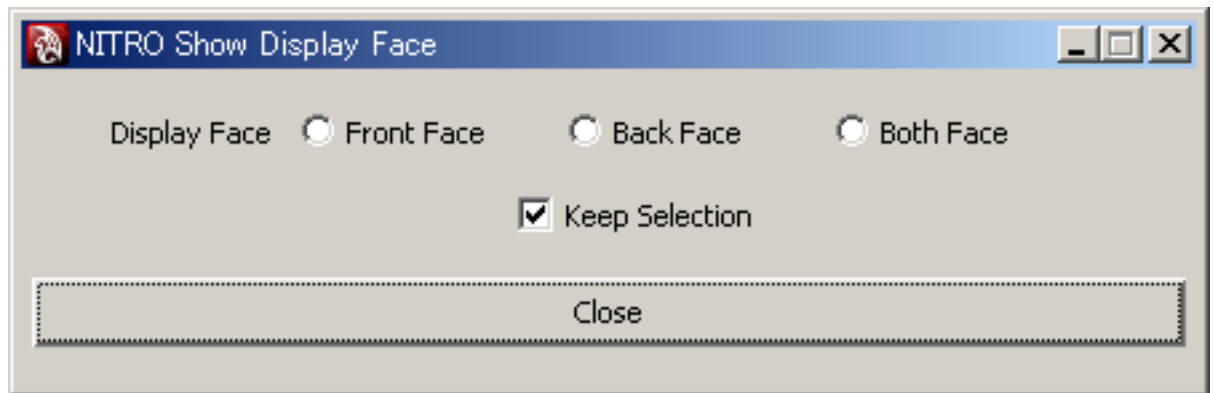 NITRO Show Display Face
Display Face Front Face Back Face Both Face
Keep Selection
Close